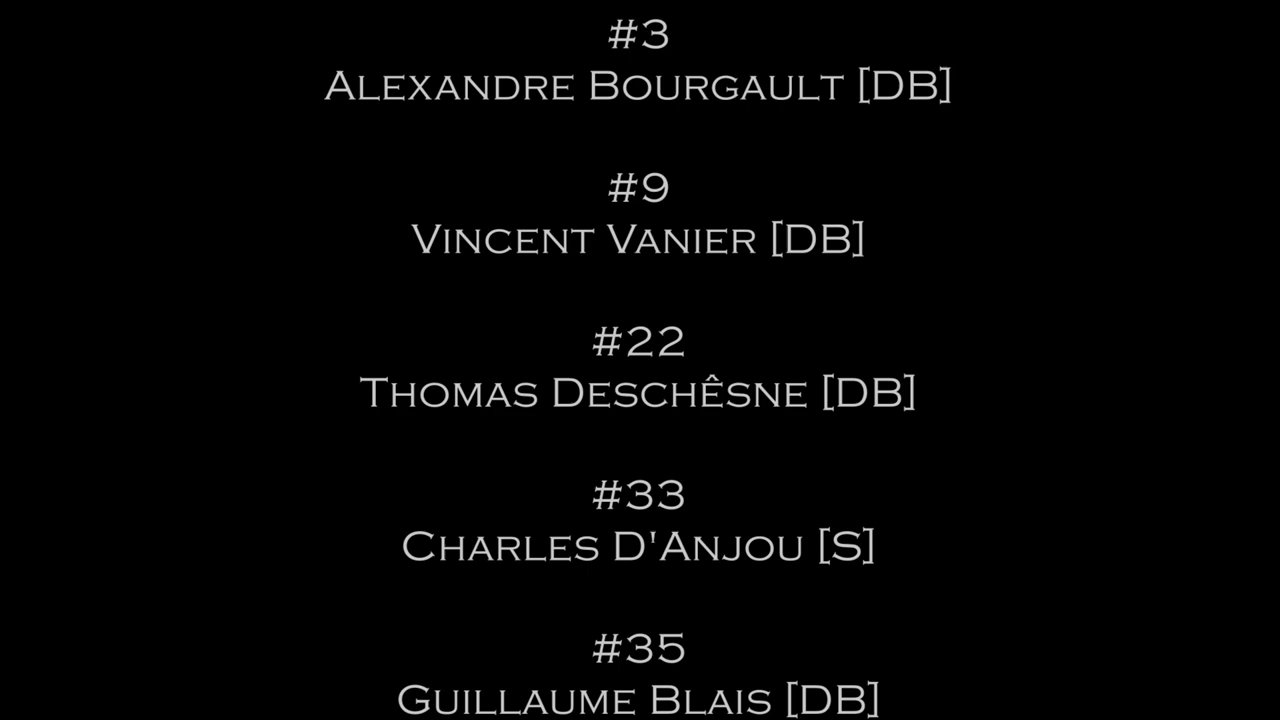 #3
Alexandre Bourgault [DB]
#9
Vincent Vanier [DB]
#22
Thomas Deschêsne [DB]
#33
Charles D'Anjou [S]
#35
Guillaume Blais [DB]